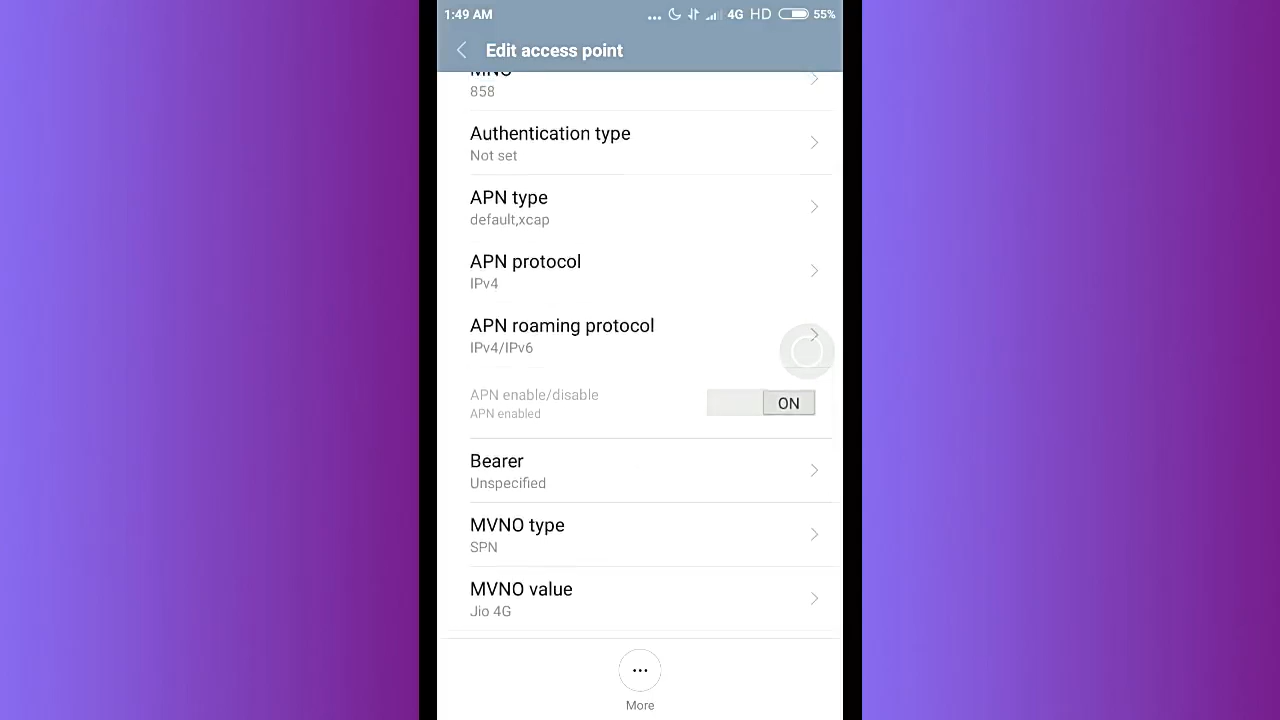 1:49 AM ... 4G HD 55%
Edit access point
MNC
858
Authentication type
Not set
APN type
default,xcap
APN protocol
IPv4
APN roaming protocol
IPv4/IPv6
APN enable/disable
APN enabled
ON
Bearer
Unspecified
MVNO type
SPN
MVNO value
Jio 4G
More